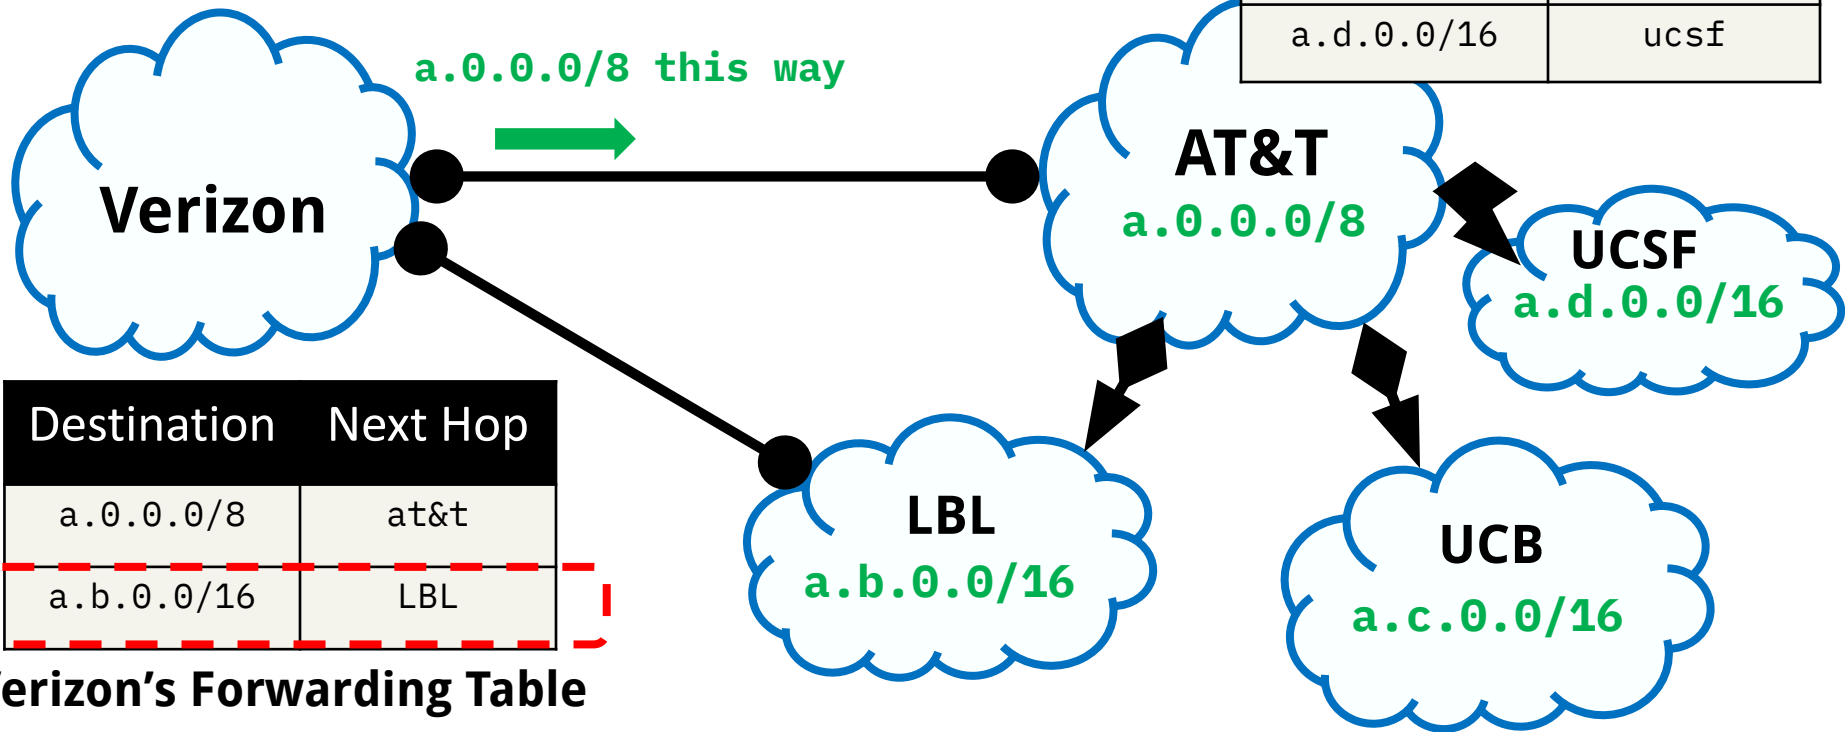 a.d.0.0/16 ucsf
a.0.0.0/8 this way
AT&T
a.0.0.0/8
Verizon
UCSF
a.d.0.0/16
Destination Next Hop
a.0.0.0/8 at&t
a.b.0.0/16 LBL
erizon’s Forwarding Table
LBL
a.b.0.0/16
UCB
a.c.0.0/16